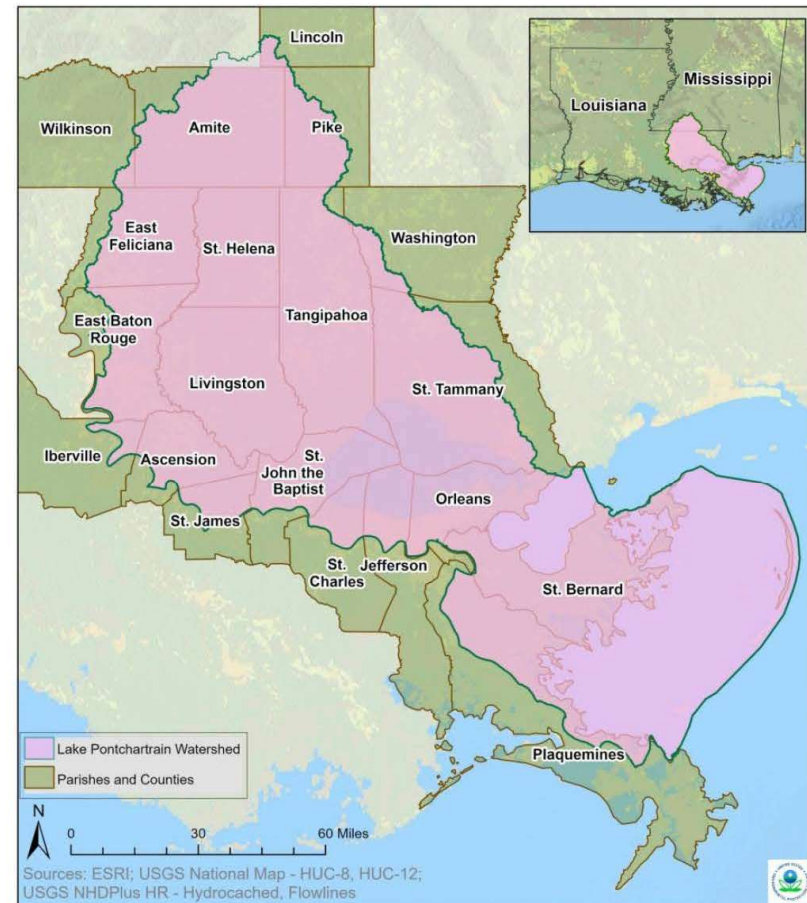 Lincoln
Mississippi
Louisiana
Wilkinson
Amite
Pike
East
Feliciana
St. Helena
Washington
East Baton
Rouge
Tangipahoa
Livingston
St. Tammany
Iberville
Ascension
St.
John the
Baptist
Orleans
St. James
St.
Charles
Jefferson
St. Bernard
Plaquemines
Lake Pontchartrain Watershed
Parishes and Counties
N
0 30 60 Miles
Sources: ESRI; USGS National Map - HUC-8, HUC-12;
USGS NHDPlus HR - Hydrocached, Flowlines